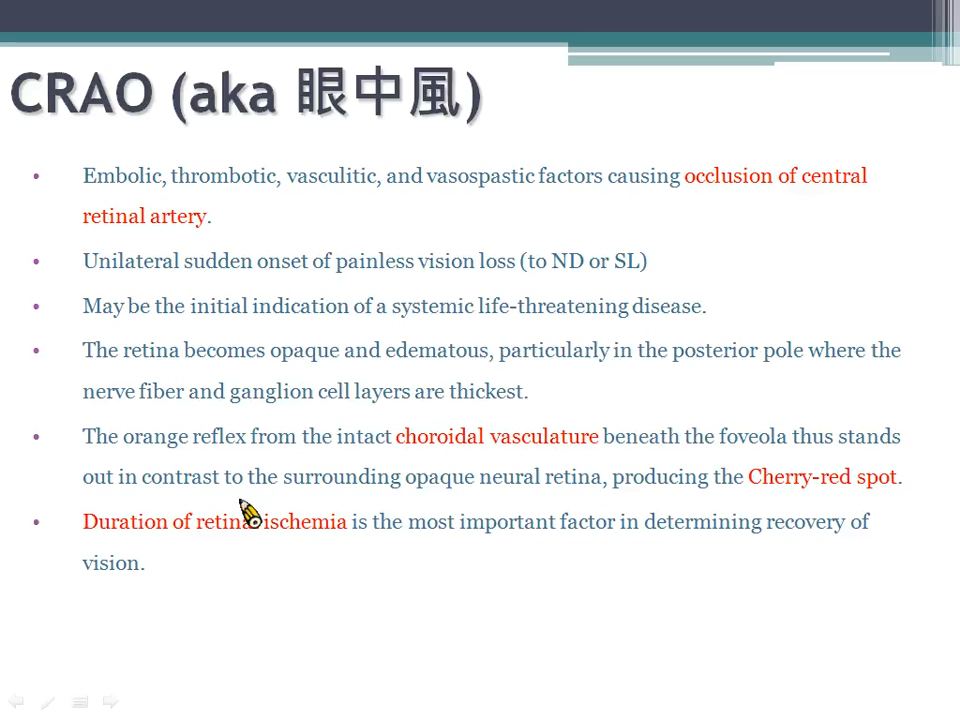 CRAO (aka 眼中風)
• Embolic, thrombotic, vasculitic, and vasospastic factors causing occlusion of central
retinal artery.
• Unilateral sudden onset of painless vision loss (to ND or SL)
• May be the initial indication of a systemic life-threatening disease.
• The retina becomes opaque and edematous, particularly in the posterior pole where the
nerve fiber and ganglion cell layers are thickest.
• The orange reflex from the intact choroidal vasculature beneath the foveola thus stands
out in contrast to the surrounding opaque neural retina, producing the Cherry-red spot.
• Duration of retinal ischemia is the most important factor in determining recovery of
vision.